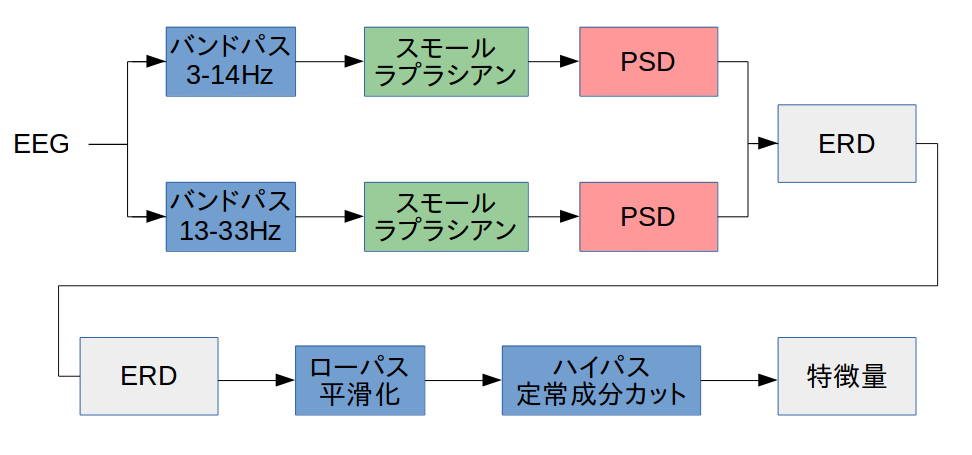 バンドパス
3-14Hz
スモール
ラプラシアン
PSD
EEG
ERD
バンドパス
13-33Hz
スモール
ラプラシアン
PSD
ERD
ローパス
平滑化
ハイパス
定常成分カット
特徴量